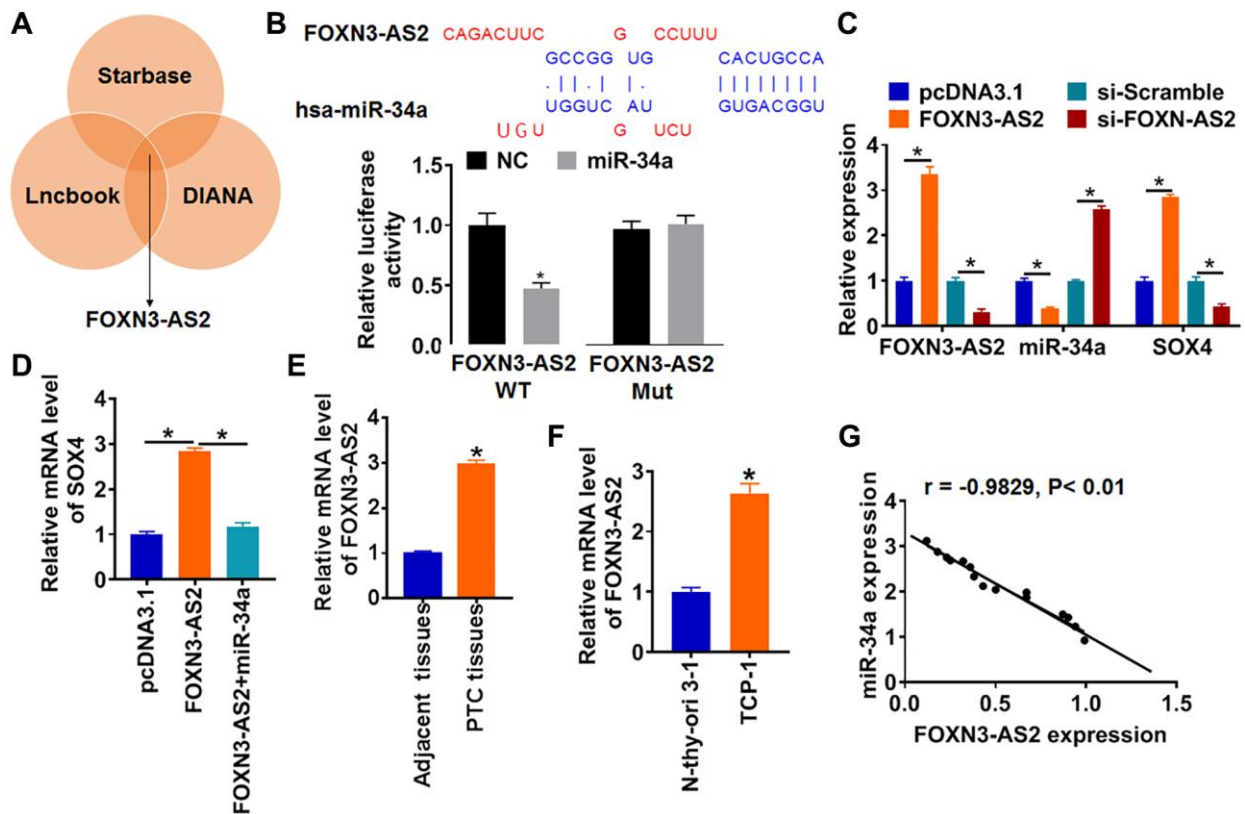 A
Starbase
Lncbook
DIANA
FOXN3-AS2
B
FOXN3-AS2
CAGACUUC G CCUUU
GCCGG UG CACUGCCA
.||.| |. ||||||||
hsa-miR-34a
UGGUC AU GUGACGGU
UGU G UCU
NC
miR-34a
Relative luciferase
activity
1.5
1.0
0.5
0.0
*
FOXN3-AS2
WT
FOXN3-AS2
Mut
C
pcDNA3.1
si-Scramble
FOXN3-AS2
si-FOXN-AS2
Relative expression
4
3
2
1
0
* * * * * *
FOXN3-AS2
miR-34a
SOX4
D
Relative mRNA level
of SOX4
4
3
2
1
0
* *
pcDNA3.1
FOXN3-AS2
FOXN3-AS2+miR-34a
E
Relative mRNA level
of FOXN3-AS2
4
3
2
1
0
*
Adjacent tissues
PTC tissues
F
Relative mRNA level
of FOXN3-AS2
3
2
1
0
*
N-thy-ori 3-1
TCP-1
G
r = -0.9829, P< 0.01
miR-34a expression
4
3
2
1
0
0.0
0.5
1.0
1.5
FOXN3-AS2 expression